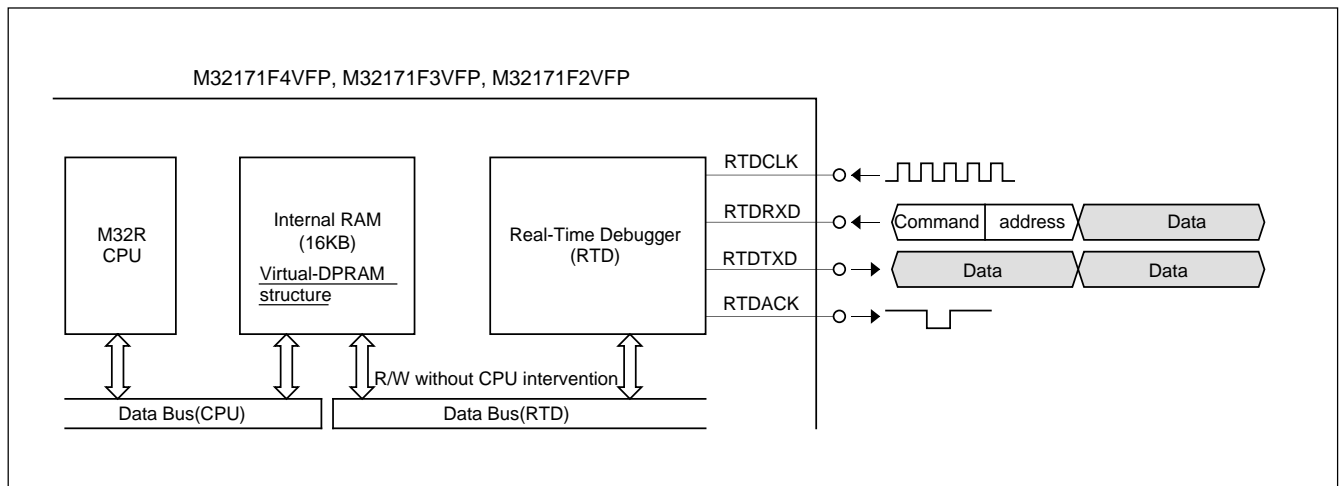 M32171F4VFP, M32171F3VFP, M32171F2VFP
M32R
CPU
Internal RAM
(16KB)
Virtual-DPRAM
structure
Real-Time Debugger
(RTD)
RTDCLK
RTDRXD
Command
address
Data
RTDTXD
Data
Data
RTDACK
R/W without CPU intervention
Data Bus(CPU)
Data Bus(RTD)